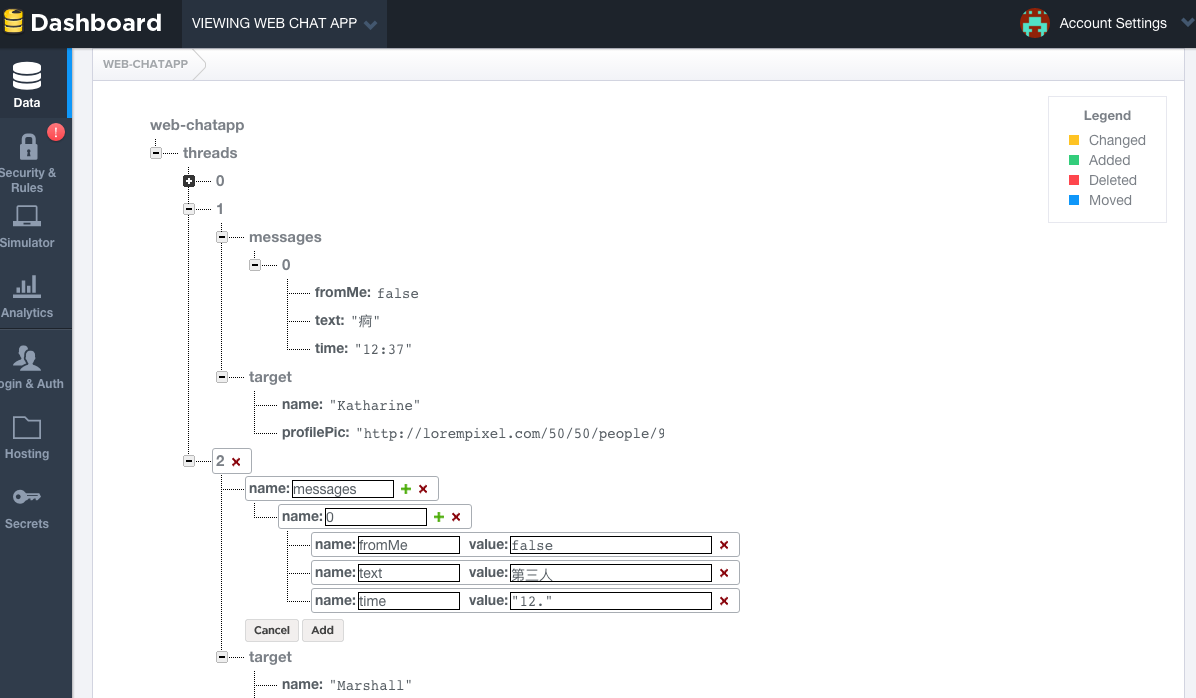 Dashboard
VIEWING WEB CHAT APP
Account Settings
WEB-CHATAPP
Data
!
Security &
Rules
Simulator
Analytics
ogin & Auth
Hosting
Secrets
Legend
Changed
Added
Deleted
Moved
web-chatapp
threads
0
1
messages
0
fromMe: false
text: "痾"
time: "12:37"
target
name: "Katharine"
profilePic: "http://lorempixel.com/50/50/people/9
2
name: messages
name: 0
name: fromMe value: false
name: text value: 第三人
name: time value: "12."
Cancel Add
target
name: "Marshall"